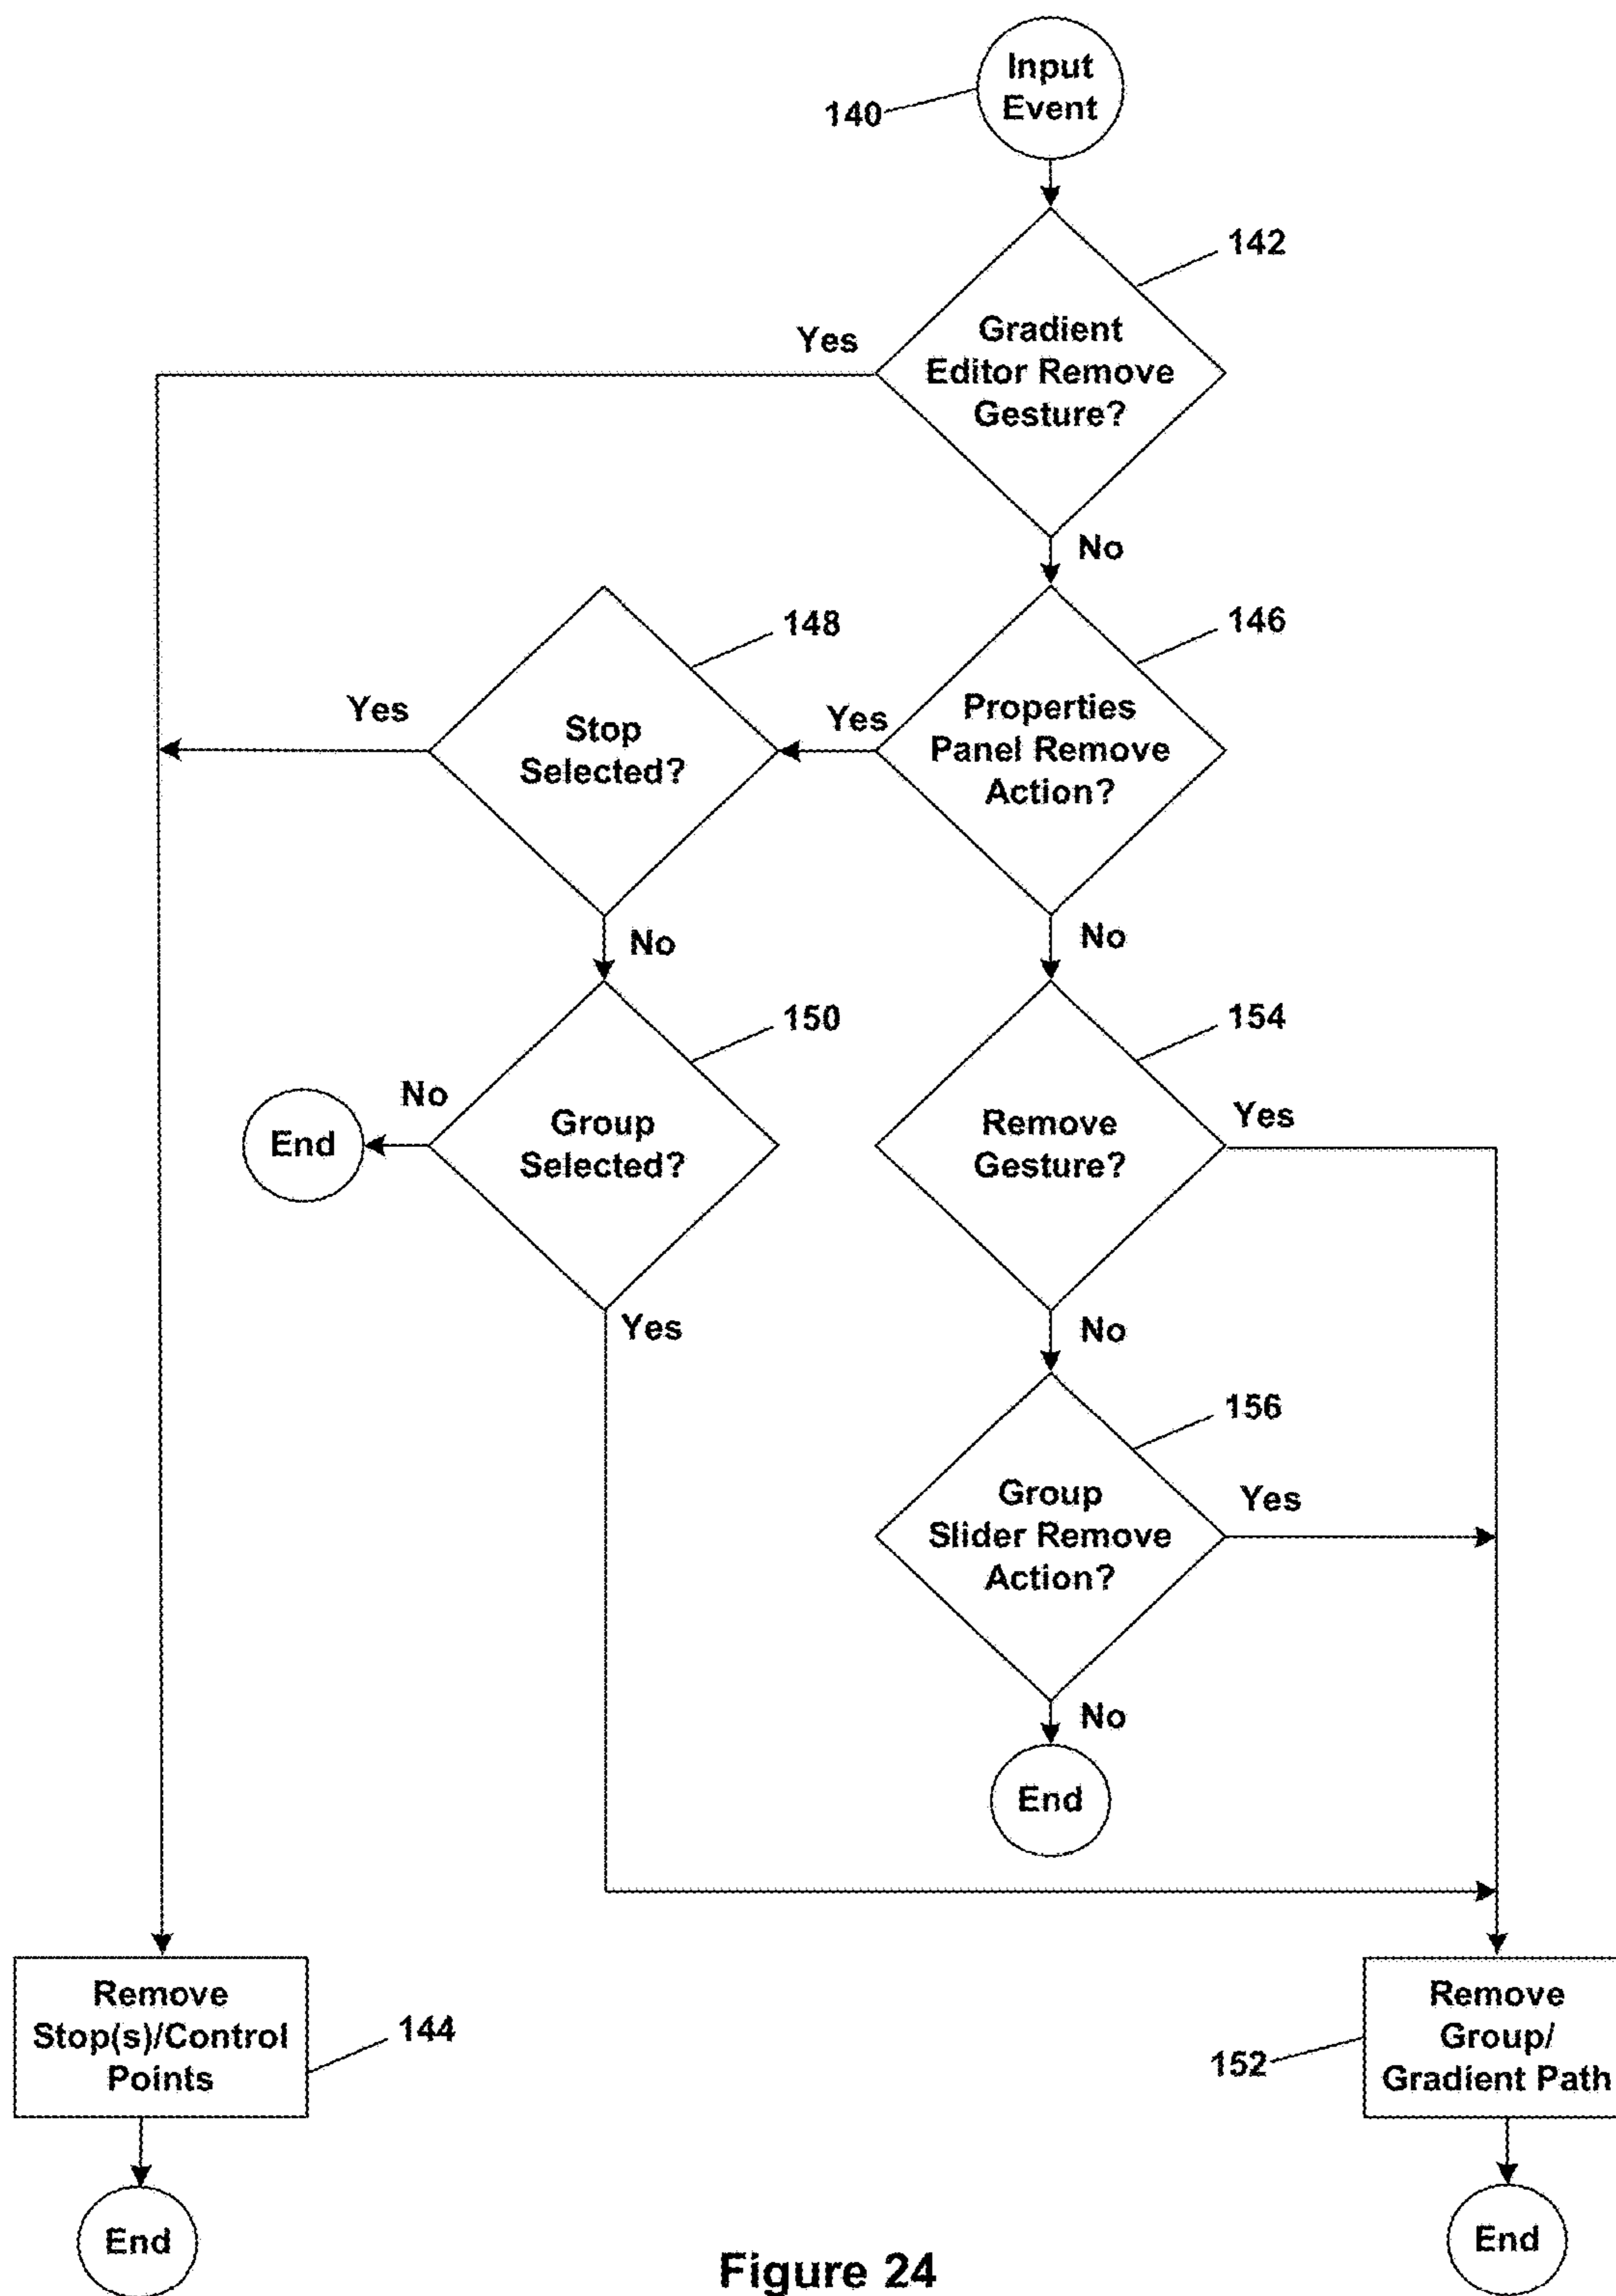 Input
Event
140
142
Gradient
Editor Remove
Gesture?
Yes
No
148
146
Stop
Selected?
Yes
Properties
Panel Remove
Action?
Yes
No
No
150
154
Group
Selected?
No
End
Remove
Gesture?
Yes
Yes
No
156
Group
Slider Remove
Action?
Yes
No
End
Remove
Stop(s)/Control
Points
144
Remove
Group/
Gradient Path
152
End
End
Figure 24